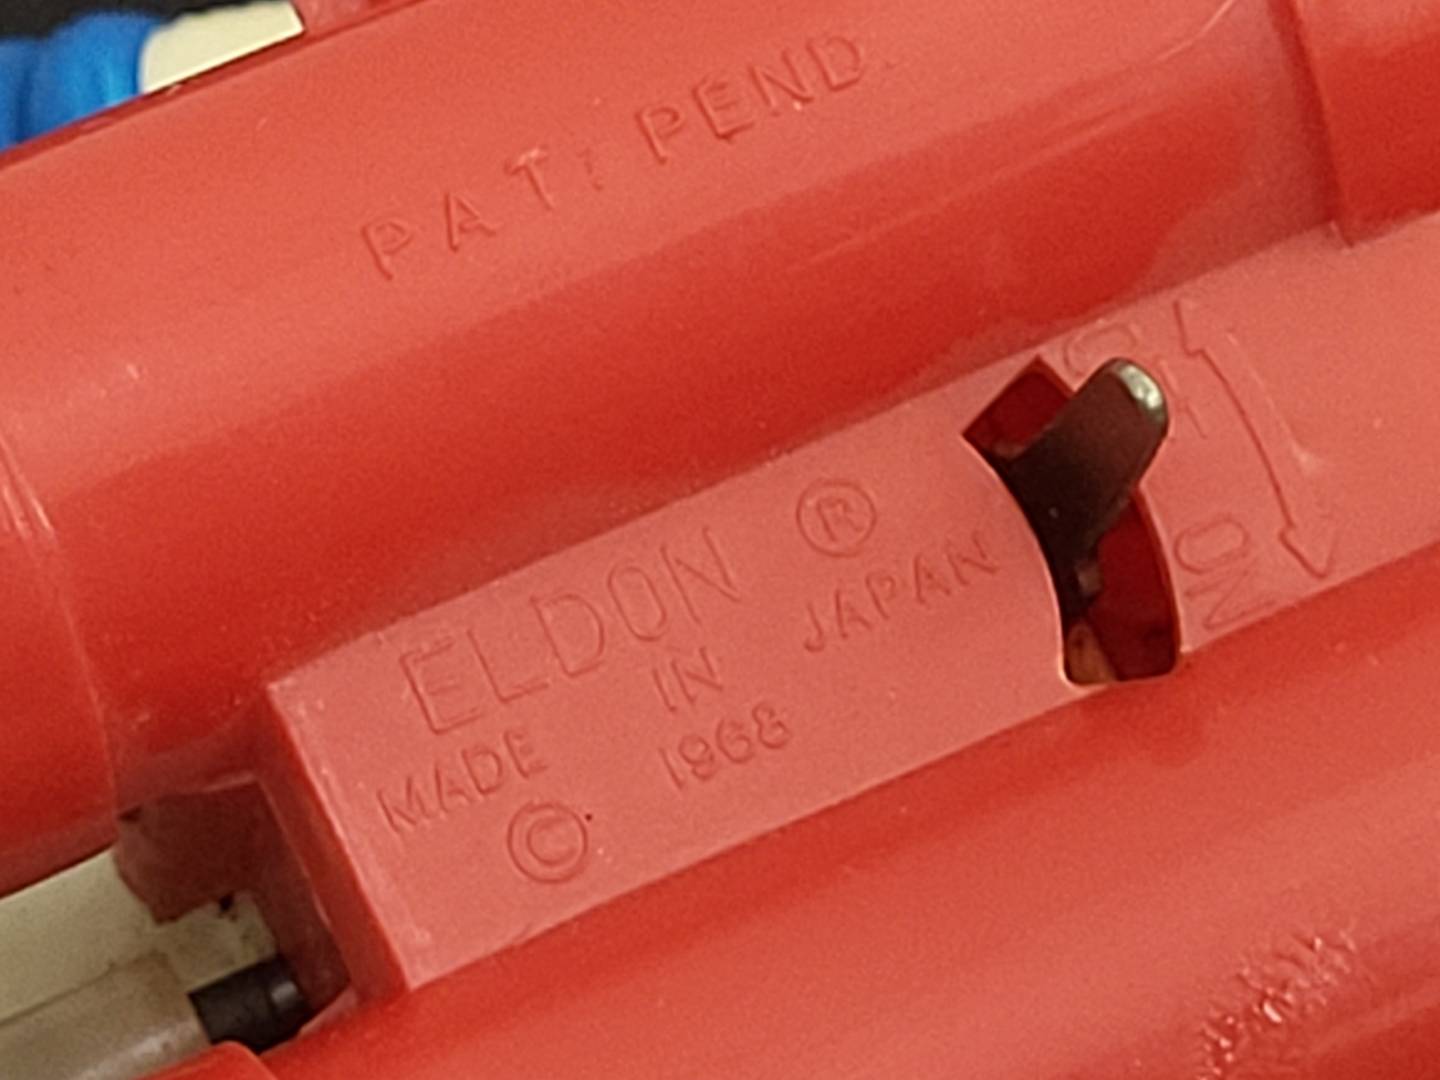 PAT. PEND.
ELDON ®
MADE IN JAPAN
© 1968
ON